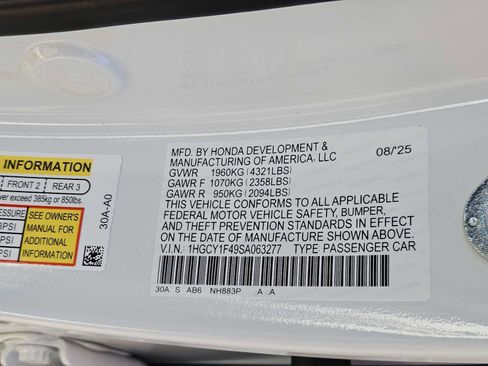 INFORMATION
FRONT 2 REAR 3
exceed 385kg or 850lbs.
SEE OWNER'S
MANUAL FOR
ADDITIONAL
INFORMATION
PSI
PSI
30A-A0
MFD. BY HONDA DEVELOPMENT & 08/'25
MANUFACTURING OF AMERICA, LLC
GVWR 1960KG (4321LBS)
GAWR F 1070KG (2358LBS)
GAWR R 950KG (2094LBS)
THIS VEHICLE CONFORMS TO ALL APPLICABLE
FEDERAL MOTOR VEHICLE SAFETY, BUMPER,
AND THEFT PREVENTION STANDARDS IN EFFECT
ON THE DATE OF MANUFACTURE SHOWN ABOVE.
V.I.N.: 1HGCY1F49SA063277 TYPE: PASSENGER CAR
30A S AB6 NH883P A .A